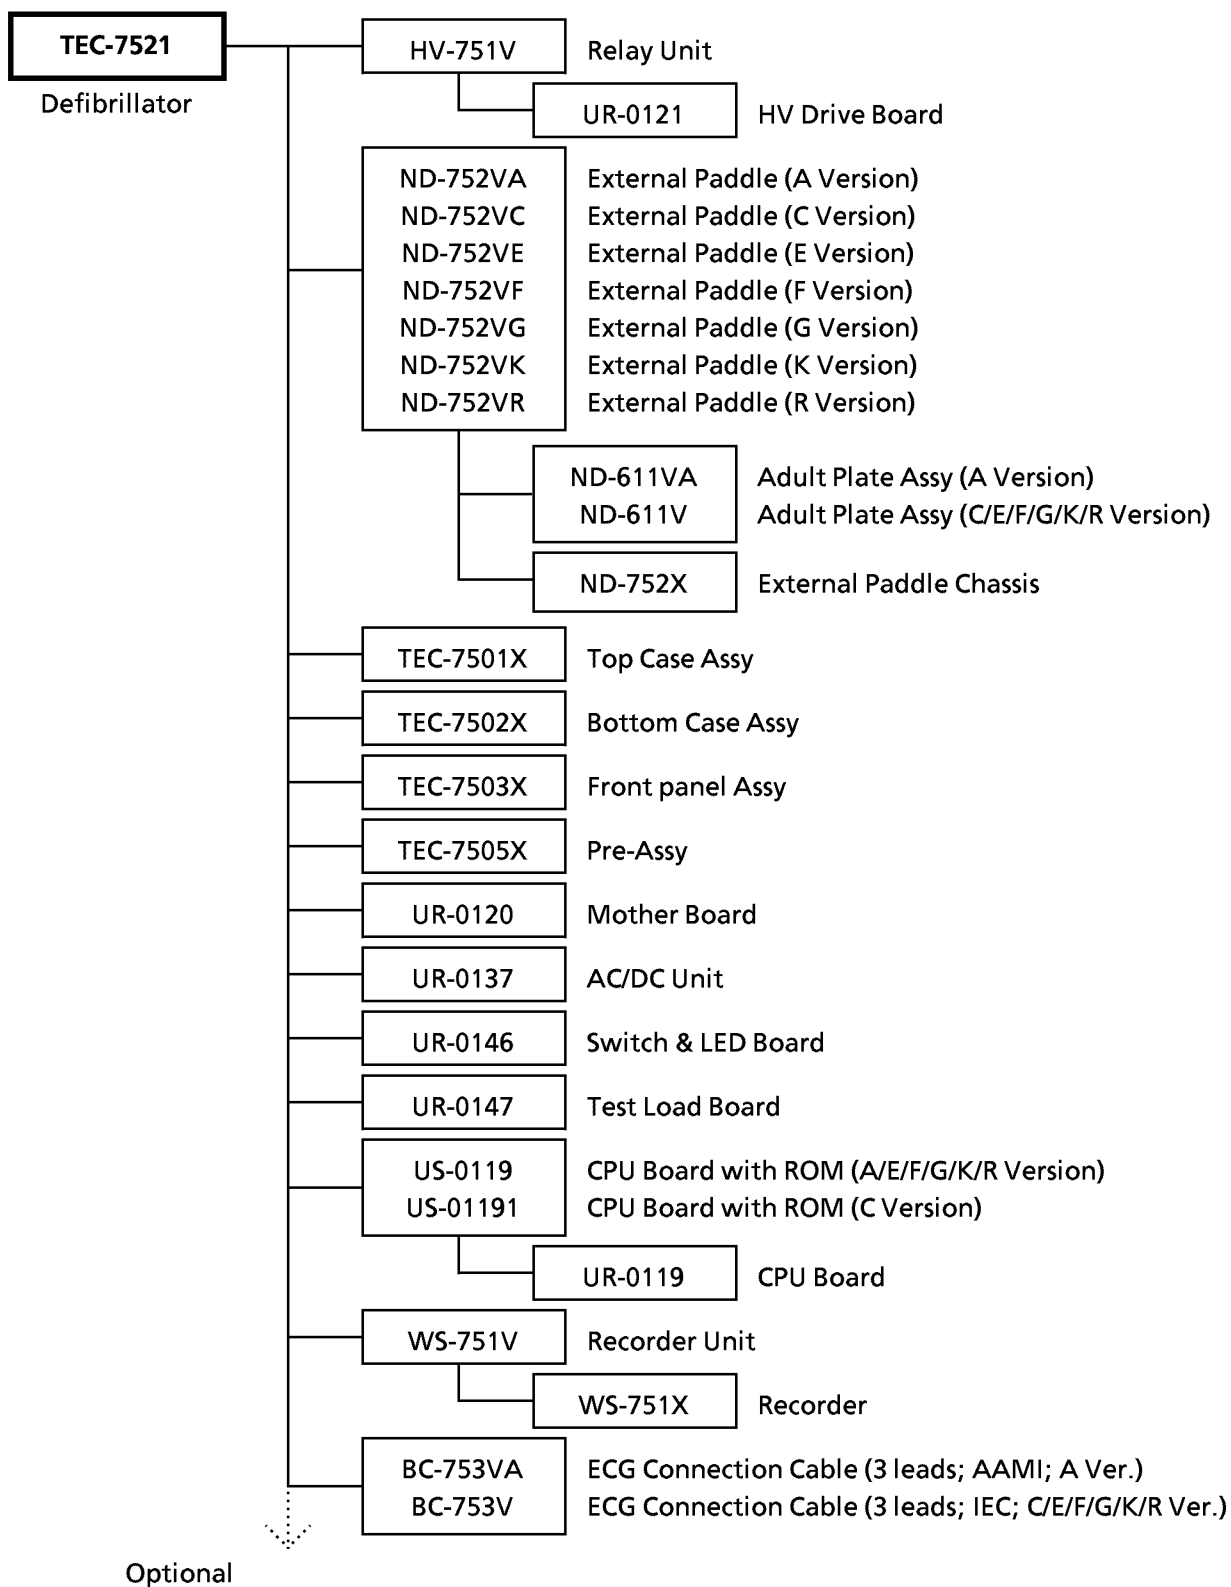 TEC-7521
Defibrillator
HV-751V Relay Unit
UR-0121 HV Drive Board
ND-752VA External Paddle (A Version)
ND-752VC External Paddle (C Version)
ND-752VE External Paddle (E Version)
ND-752VF External Paddle (F Version)
ND-752VG External Paddle (G Version)
ND-752VK External Paddle (K Version)
ND-752VR External Paddle (R Version)
ND-611VA Adult Plate Assy (A Version)
ND-611V Adult Plate Assy (C/E/F/G/K/R Version)
ND-752X External Paddle Chassis
TEC-7501X Top Case Assy
TEC-7502X Bottom Case Assy
TEC-7503X Front panel Assy
TEC-7505X Pre-Assy
UR-0120 Mother Board
UR-0137 AC/DC Unit
UR-0146 Switch & LED Board
UR-0147 Test Load Board
US-0119 CPU Board with ROM (A/E/F/G/K/R Version)
US-01191 CPU Board with ROM (C Version)
UR-0119 CPU Board
WS-751V Recorder Unit
WS-751X Recorder
BC-753VA ECG Connection Cable (3 leads; AAMI; A Ver.)
BC-753V ECG Connection Cable (3 leads; IEC; C/E/F/G/K/R Ver.)
Optional